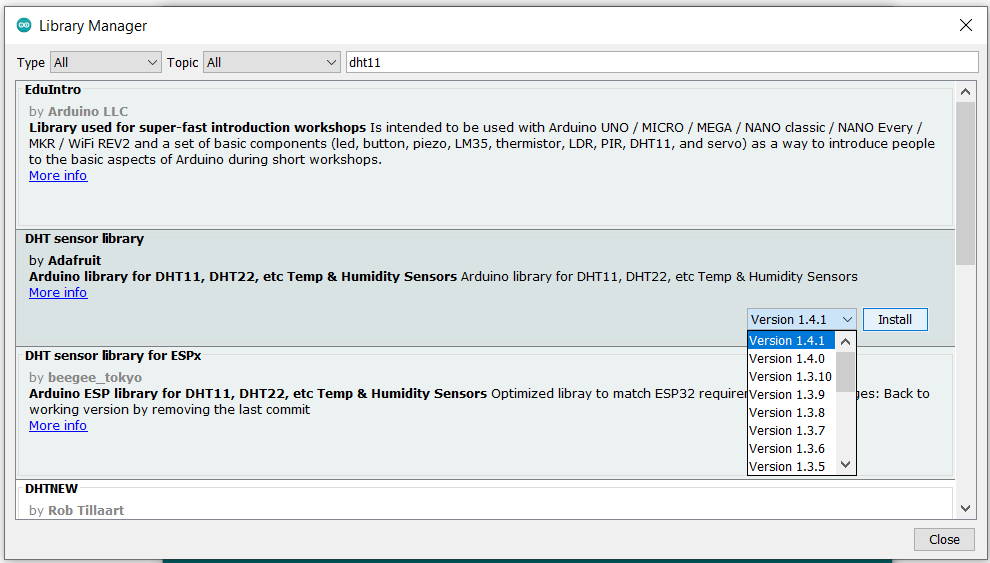 Library Manager
Type All Topic All dht11
EduIntro
by Arduino LLC
Library used for super-fast introduction workshops Is intended to be used with Arduino UNO / MICRO / MEGA / NANO classic / NANO Every /
MKR / WiFi REV2 and a set of basic components (led, button, piezo, LM35, thermistor, LDR, PIR, DHT11, and servo) as a way to introduce people
to the basic aspects of Arduino during short workshops.
More info
DHT sensor library
by Adafruit
Arduino library for DHT11, DHT22, etc Temp & Humidity Sensors Arduino library for DHT11, DHT22, etc Temp & Humidity Sensors
More info
Version 1.4.1 Install
Version 1.4.1
Version 1.4.0
Version 1.3.10
Version 1.3.9
Version 1.3.8
Version 1.3.7
Version 1.3.6
Version 1.3.5
DHT sensor library for ESPx
by beegee_tokyo
Arduino ESP library for DHT11, DHT22, etc Temp & Humidity Sensors Optimized libray to match ESP32 Back to
working version by removing the last commit
More info
DHTNEW
by Rob Tillaart
Close